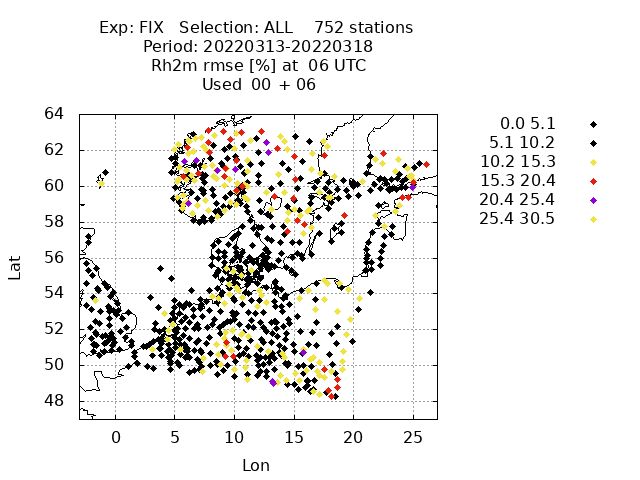 Exp: FIX   Selection: ALL    752 stations
Period: 20220313-20220318
Rh2m rmse [%] at  06 UTC
Used  00 + 06
0.0 5.1
5.1 10.2
10.2 15.3
15.3 20.4
20.4 25.4
25.4 30.5
64
62
60
58
56
54
52
50
48
Lat
0 5 10 15 20 25
Lon